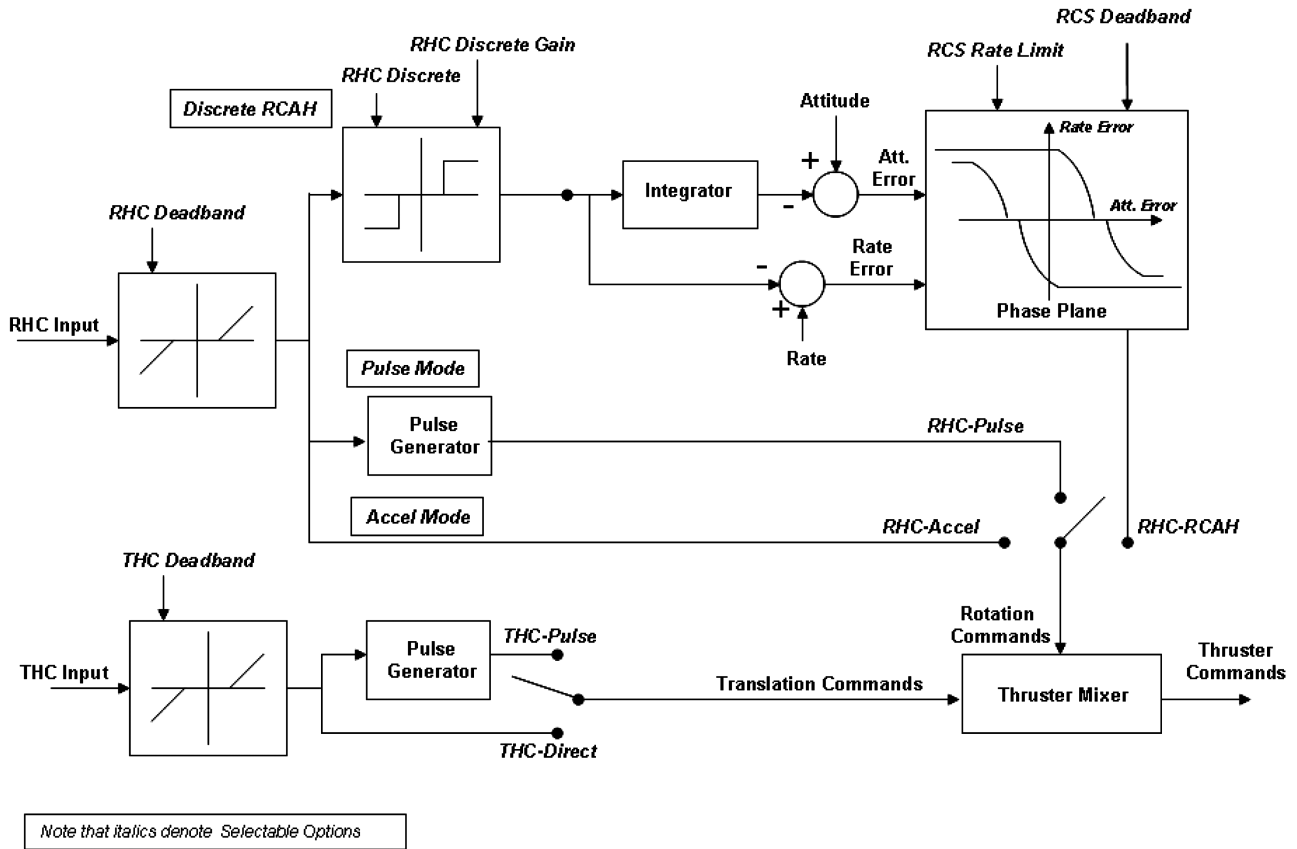 RCS Deadband
RHC Discrete Gain
RCS Rate Limit
RHC Discrete
Discrete RCAH
Attitude
Rate Error
+
Att.
Error
Integrator
-
Att. Error
RHC Deadband
Rate
Error
-
+
Phase Plane
RHC Input
Rate
Pulse Mode
Pulse
Generator
RHC-Pulse
Accel Mode
RHC-Accel
RHC-RCAH
THC Deadband
Rotation
Commands
THC-Pulse
Pulse
Generator
Thruster
Commands
THC Input
Translation Commands
Thruster Mixer
THC-Direct
Note that italics denote Selectable Options